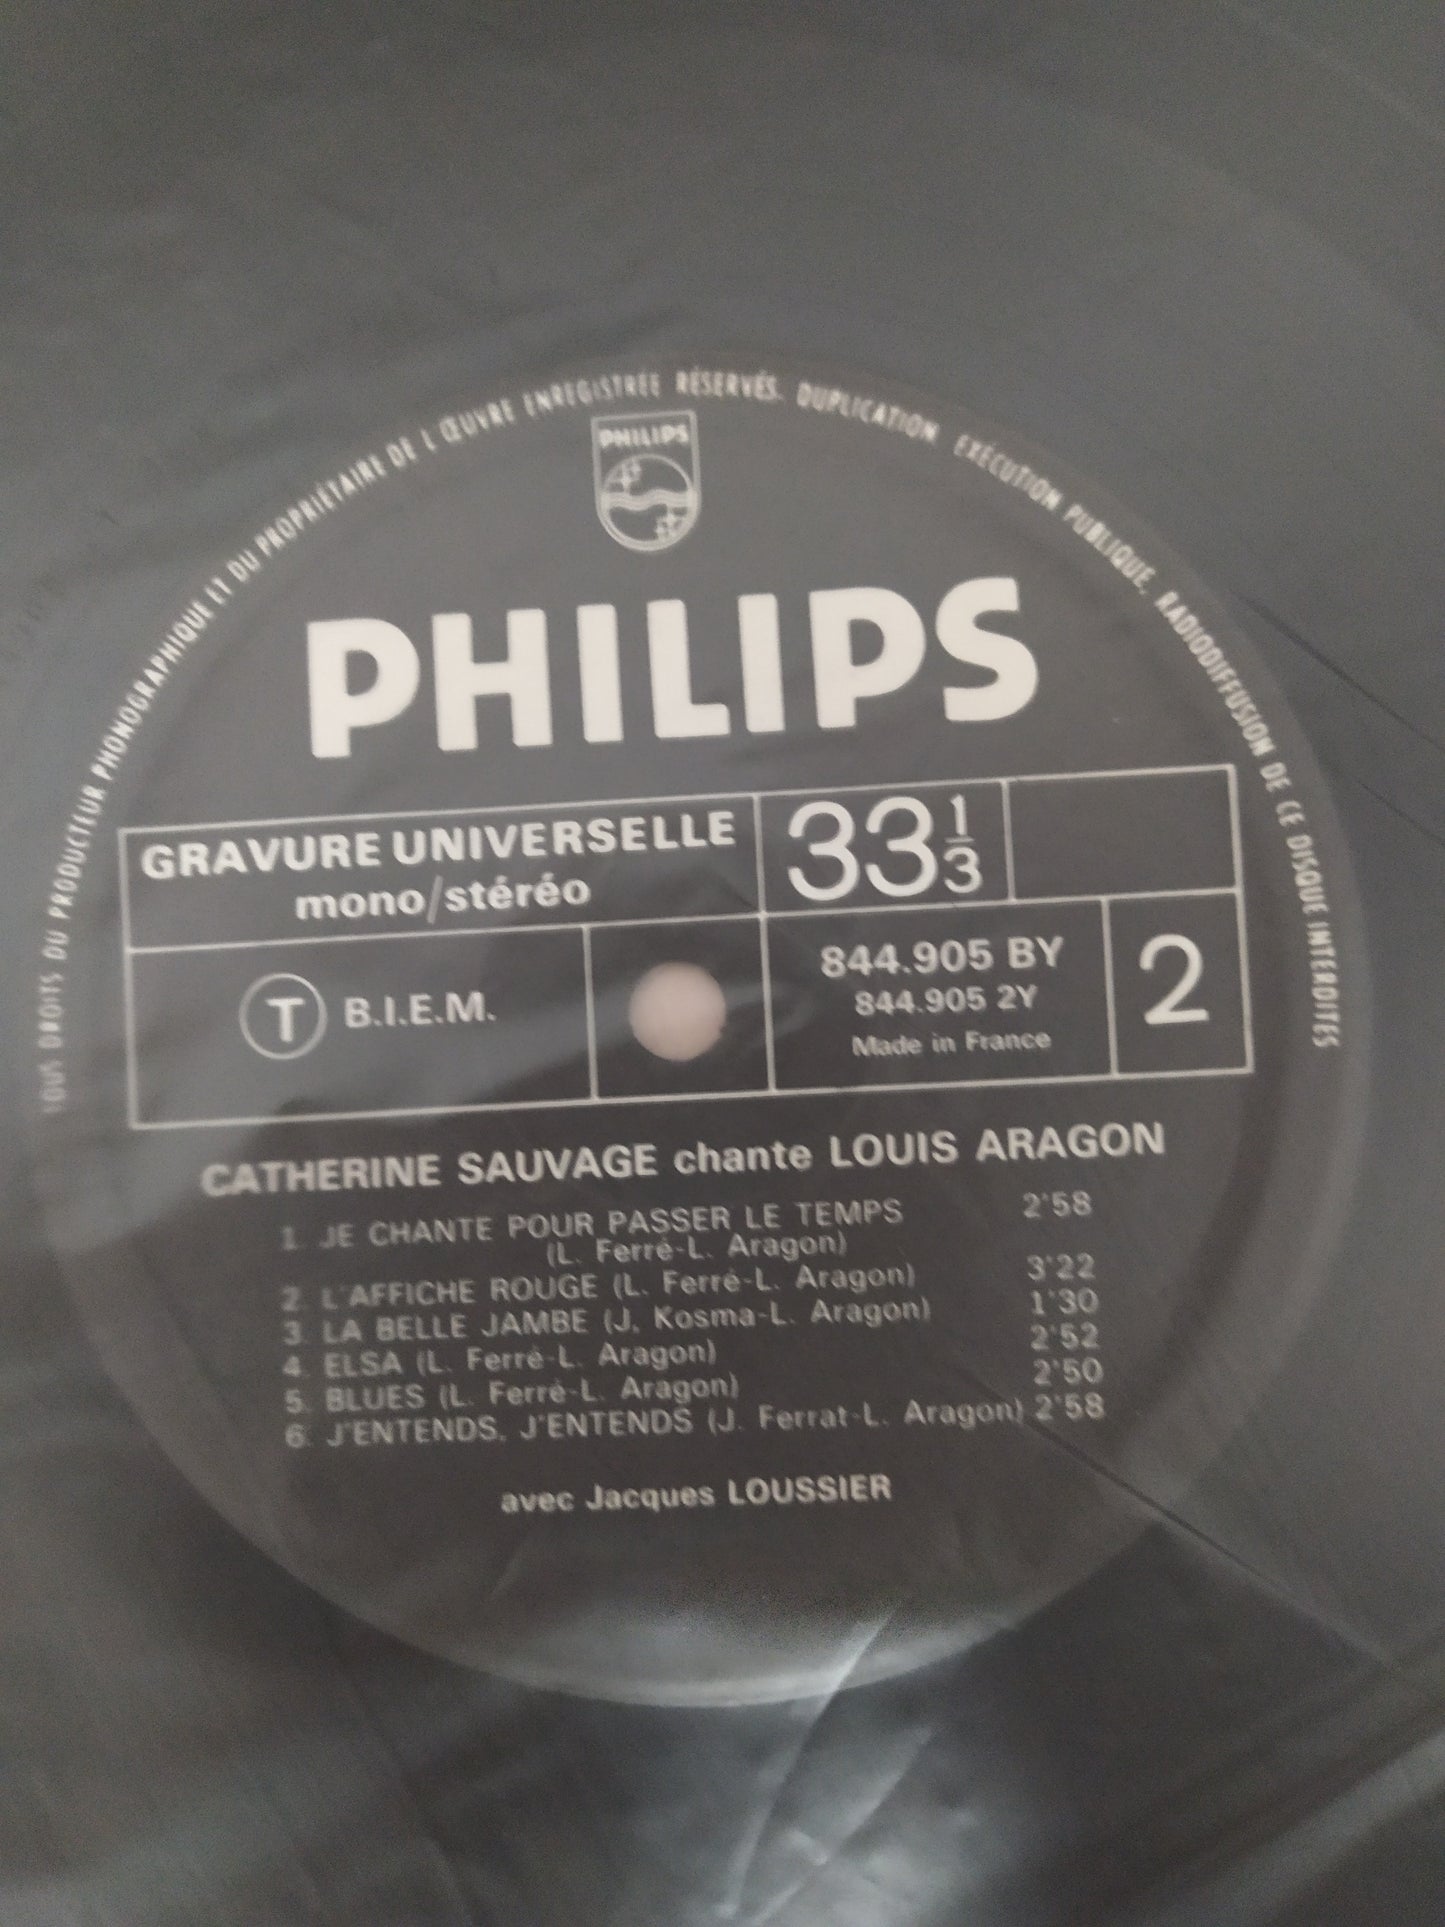 TOUS DROITS DU PRODUCTEUR PHONOGRAPHIQUE ET DU PROPRIÉTAIRE DE L'ŒUVRE ENREGISTRÉE RÉSERVÉS. DUPLICATION EXÉCUTION PUBLIQUE, RADIODIFFUSION DE CE DISQUE INTERDITES
PHILIPS
PHILIPS
GRAVURE UNIVERSELLE
mono/stéréo
33 1/3
T B.I.E.M.
844.905 BY
844.905 2Y
Made in France
2
CATHERINE SAUVAGE chante LOUIS ARAGON
1. JE CHANTE POUR PASSER LE TEMPS 2'58
(L. Ferré-L. Aragon)
2. L'AFFICHE ROUGE (L. Ferré-L. Aragon) 3'22
3. LA BELLE JAMBE (J. Kosma-L. Aragon) 1'30
4. ELSA (L. Ferré-L. Aragon) 2'52
5. BLUES (L. Ferré-L. Aragon) 2'50
6. J'ENTENDS, J'ENTENDS (J. Ferrat-L. Aragon) 2'58
avec Jacques LOUSSIER